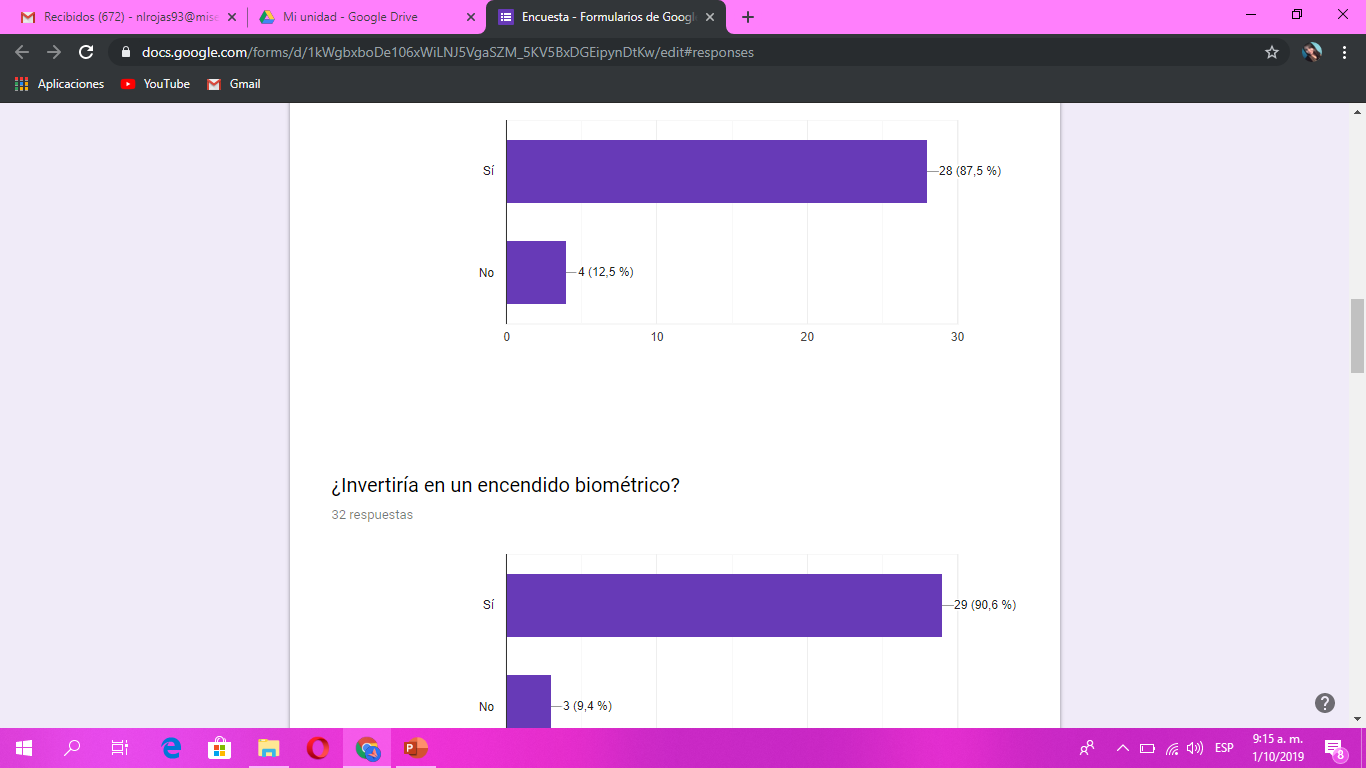 Recibidos (672) - nlrojas93@mise
Mi unidad - Google Drive
Encuesta - Formularios de Google
docs.google.com/forms/d/1kWgbxboDe106xWiLNJ5VgaSZM_5KV5BxDGEipynDtKw/edit#responses
Aplicaciones
YouTube
Gmail
Sí
28 (87,5 %)
No
4 (12,5 %)
0 10 20 30
¿Invertiría en un encendido biométrico?
32 respuestas
Sí
29 (90,6 %)
No
3 (9,4 %)
ESP
9:15 a. m.
1/10/2019
8